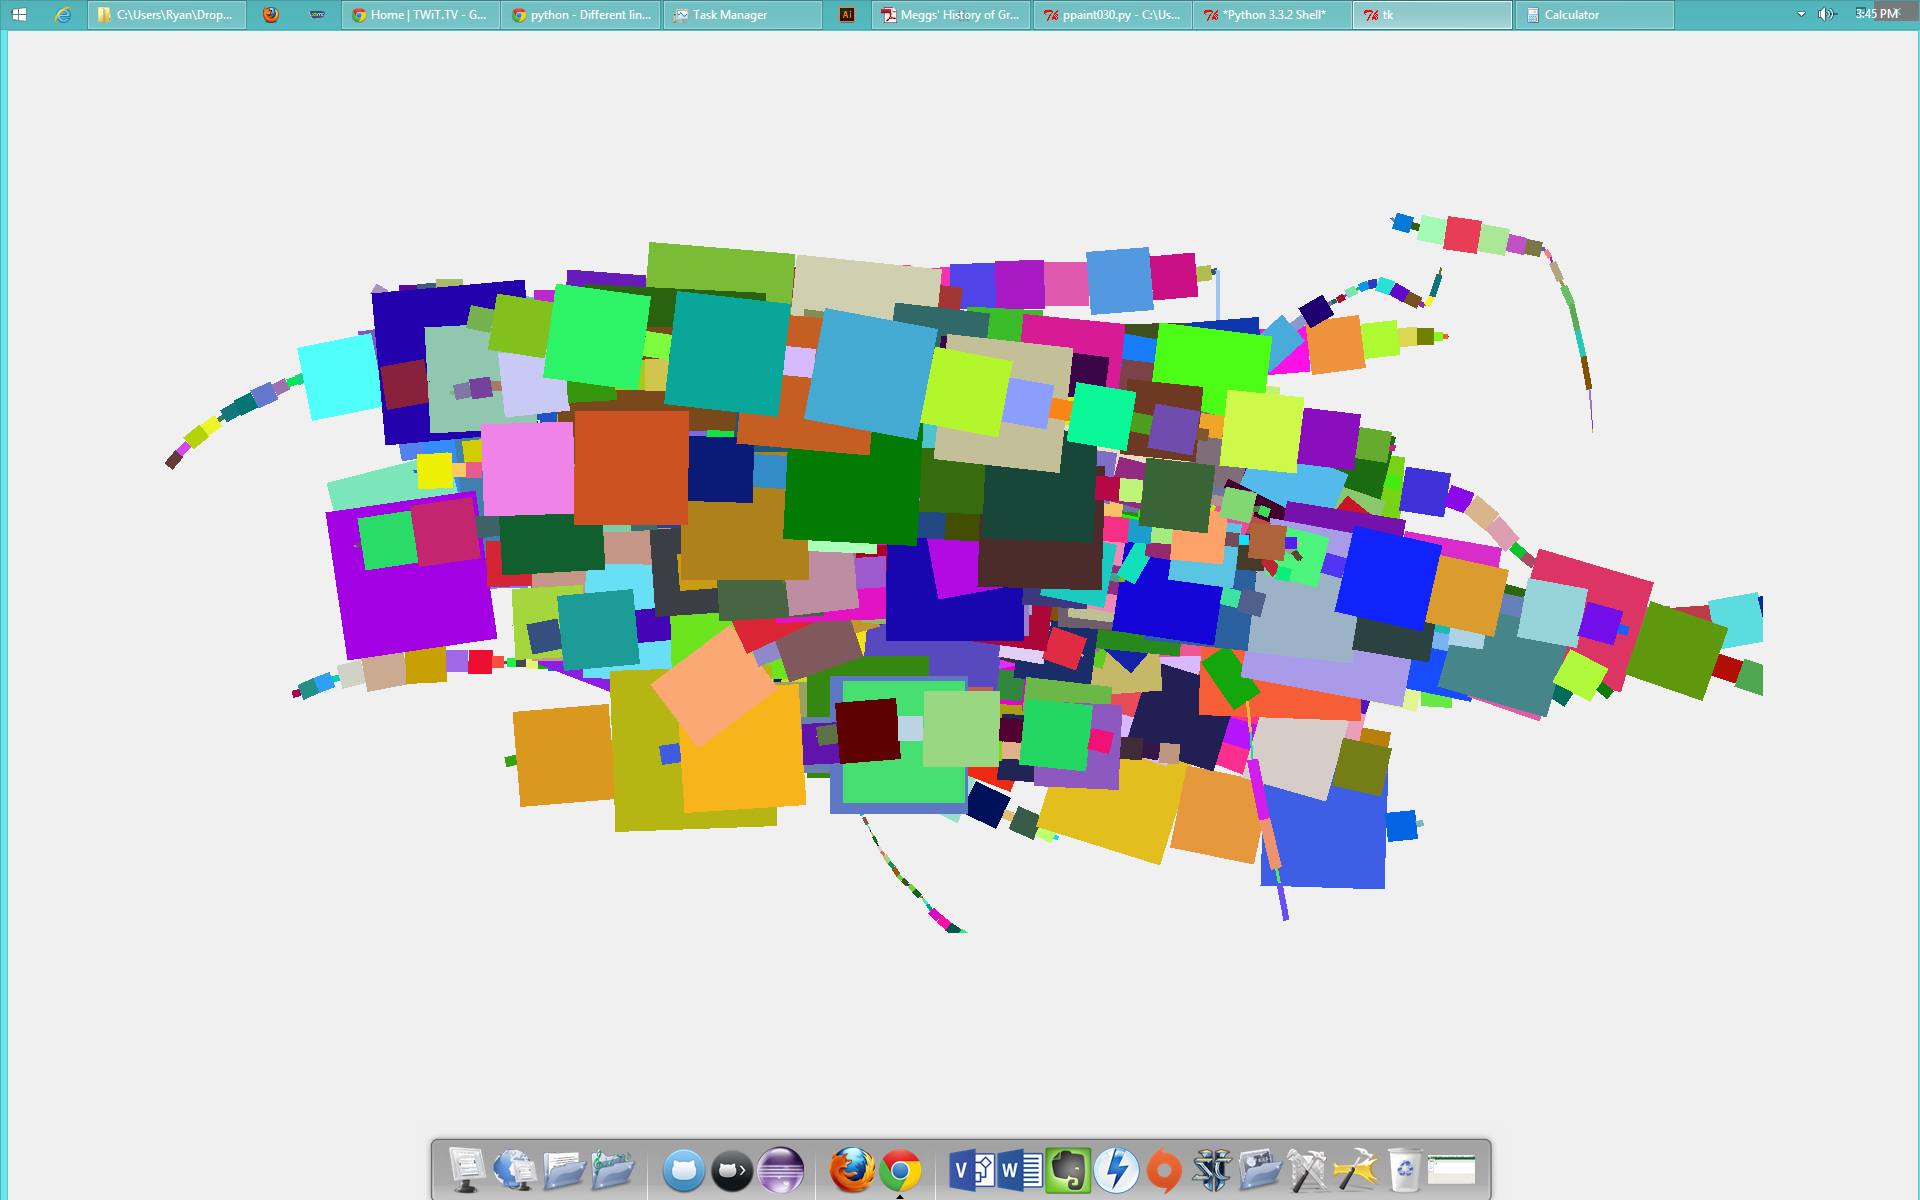 C:\Users\Ryan\Drop...
Home | TWiT.TV - G...
python - Different lin...
Task Manager
Ai
Meggs' History of Gr...
ppaint030.py - C:\Us...
*Python 3.3.2 Shell*
tk
Calculator
3:45 PM
V
W